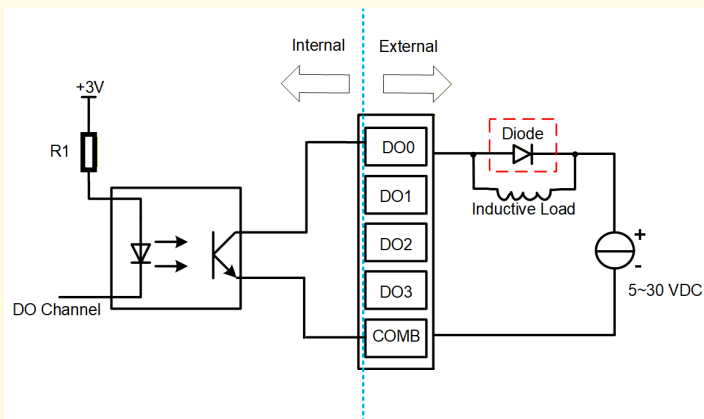 Internal
External
+3V
R1
DO Channel
DO0
DO1
DO2
DO3
COMB
Diode
Inductive Load
+
-
5~30 VDC